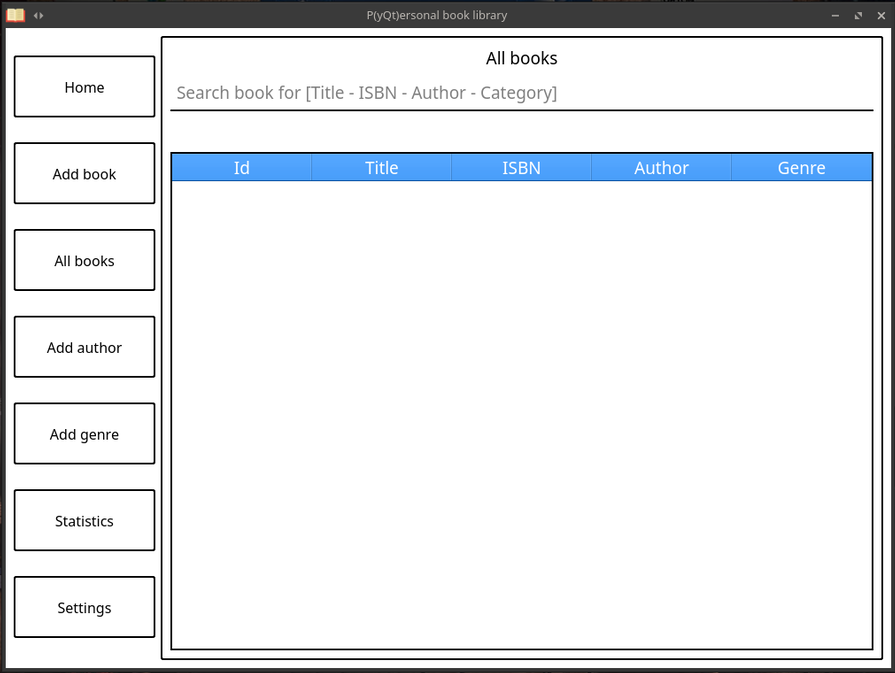 P(yQt)ersonal book library
Home
Add book
All books
Add author
Add genre
Statistics
Settings
All books
Search book for [Title - ISBN - Author - Category]
Id Title ISBN Author Genre